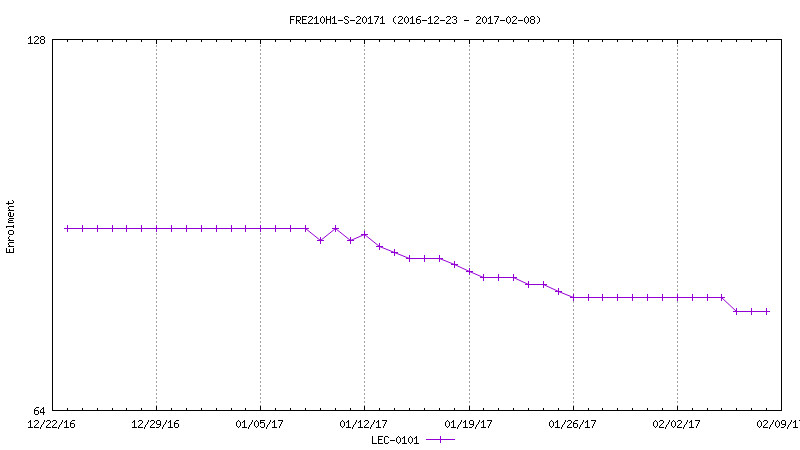 FRE210H1-S-20171 (2016-12-23 - 2017-02-08)
128
Enrolment
64
12/22/16 12/29/16 01/05/17 01/12/17 01/19/17 01/26/17 02/02/17 02/09/17
LEC-0101